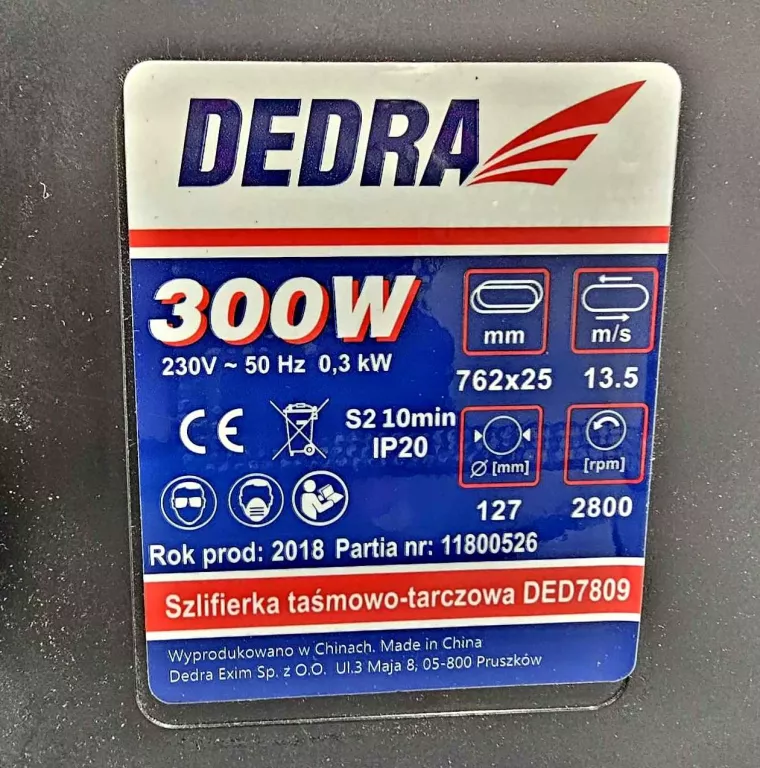 DEDRA
300W
230V ~ 50 Hz 0,3 kW
mm
762x25
m/s
13.5
CE
S2 10min
IP20
Ø [mm]
127
[rpm]
2800
Rok prod: 2018 Partia nr: 11800526
Szlifierka taśmowo-tarczowa DED7809
Wyprodukowano w Chinach. Made in China
Dedra Exim Sp. z O.O. Ul.3 Maja 8, 05-800 Pruszków